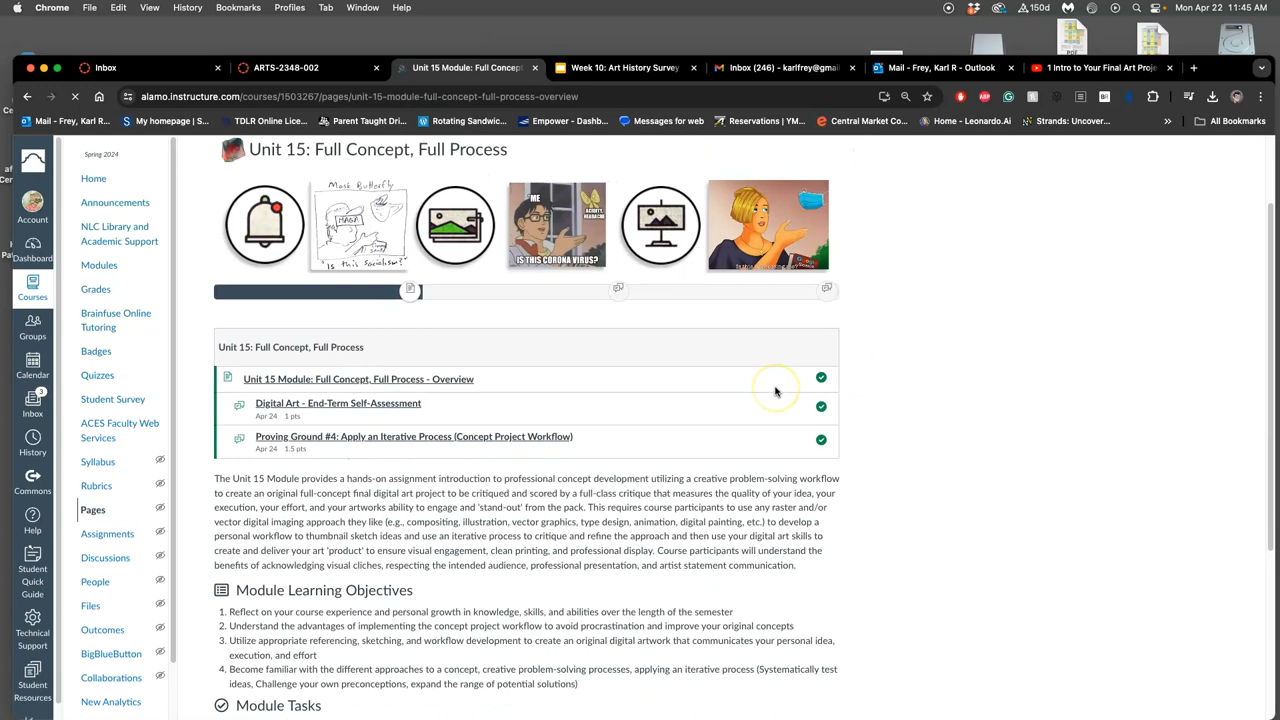 Chrome File Edit View History Bookmarks Profiles Tab Window Help 150d Mon Apr 22 11:45 AM
PDF
Inbox × ARTS-2348-002 × Unit 15 Module: Full Concept × Week 10: Art History Survey × Inbox (246) - karlfrey@gmail × Mail - Frey, Karl R - Outlook × 1 Intro to Your Final Art Proj × +
alamo.instructure.com/courses/1503267/pages/unit-15-module-full-concept-full-process-overview
Mail - Frey, Karl R... My homepage | S... TDLR Online Lice... Parent Taught Dri... Rotating Sandwic... Empower - Dashb... Messages for web Reservations | YM... Central Market Co... Home - Leonardo.Ai Strands: Uncover... » All Bookmarks
Account
Dashboard
Courses
Groups
Calendar
3
Inbox
History
Commons
Help
Student
Quick
Guide
Technical
Support
Student
Resources
Spring 2024
Home
Announcements
NLC Library and
Academic Support
Modules
Grades
Brainfuse Online
Tutoring
Badges
Quizzes
Student Survey
ACES Faculty Web
Services
Syllabus
Rubrics
Pages
Assignments
Discussions
People
Files
Outcomes
BigBlueButton
Collaborations
New Analytics
Unit 15: Full Concept, Full Process
Mask Butterfly
MAGA
Is this Socialism?
ME
ACHY, HEADACHE
IS THIS CORONA VIRUS?
Unit 15: Full Concept, Full Process
Unit 15 Module: Full Concept, Full Process - Overview
Digital Art - End-Term Self-Assessment
Apr 24 1 pts
Proving Ground #4: Apply an Iterative Process (Concept Project Workflow)
Apr 24 1.5 pts
The Unit 15 Module provides a hands-on assignment introduction to professional concept development utilizing a creative problem-solving workflow
to create an original full-concept final digital art project to be critiqued and scored by a full-class critique that measures the quality of your idea, your
execution, your effort, and your artworks ability to engage and 'stand-out' from the pack. This requires course participants to use any raster and/or
vector digital imaging approach they like (e.g., compositing, illustration, vector graphics, type design, animation, digital painting, etc.) to develop a
personal workflow to thumbnail sketch ideas and use an iterative process to critique and refine the approach and then use your digital art skills to
create and deliver your art 'product' to ensure visual engagement, clean printing, and professional display. Course participants will understand the
benefits of acknowledging visual cliches, respecting the intended audience, professional presentation, and artist statement communication.
Module Learning Objectives
1. Reflect on your course experience and personal growth in knowledge, skills, and abilities over the length of the semester
2. Understand the advantages of implementing the concept project workflow to avoid procrastination and improve your original concepts
3. Utilize appropriate referencing, sketching, and workflow development to create an original digital artwork that communicates your personal idea,
execution, and effort
4. Become familiar with the different approaches to a concept, creative problem-solving processes, applying an iterative process (Systematically test
ideas, Challenge your own preconceptions, expand the range of potential solutions)
Module Tasks